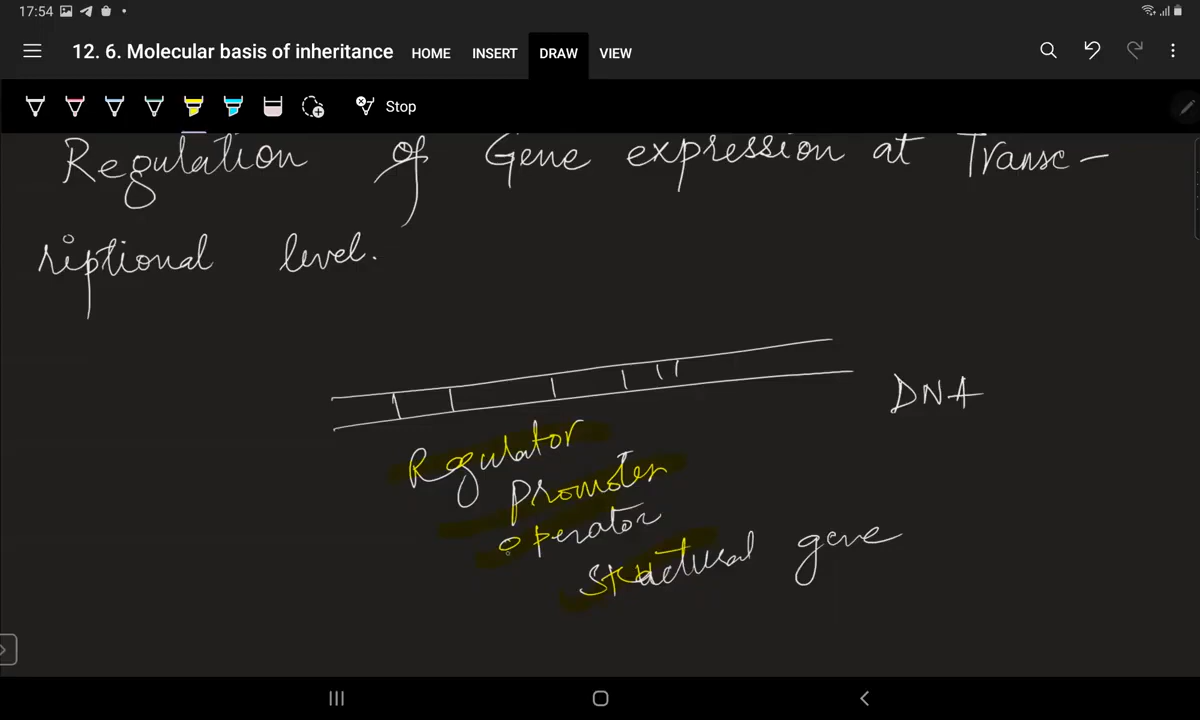 17:54
12. 6. Molecular basis of inheritance HOME INSERT DRAW VIEW
Stop
Regulation of Gene expression at Transc-
riptional level.
DNA
Regulator
Promoter
Operator
Structural gene